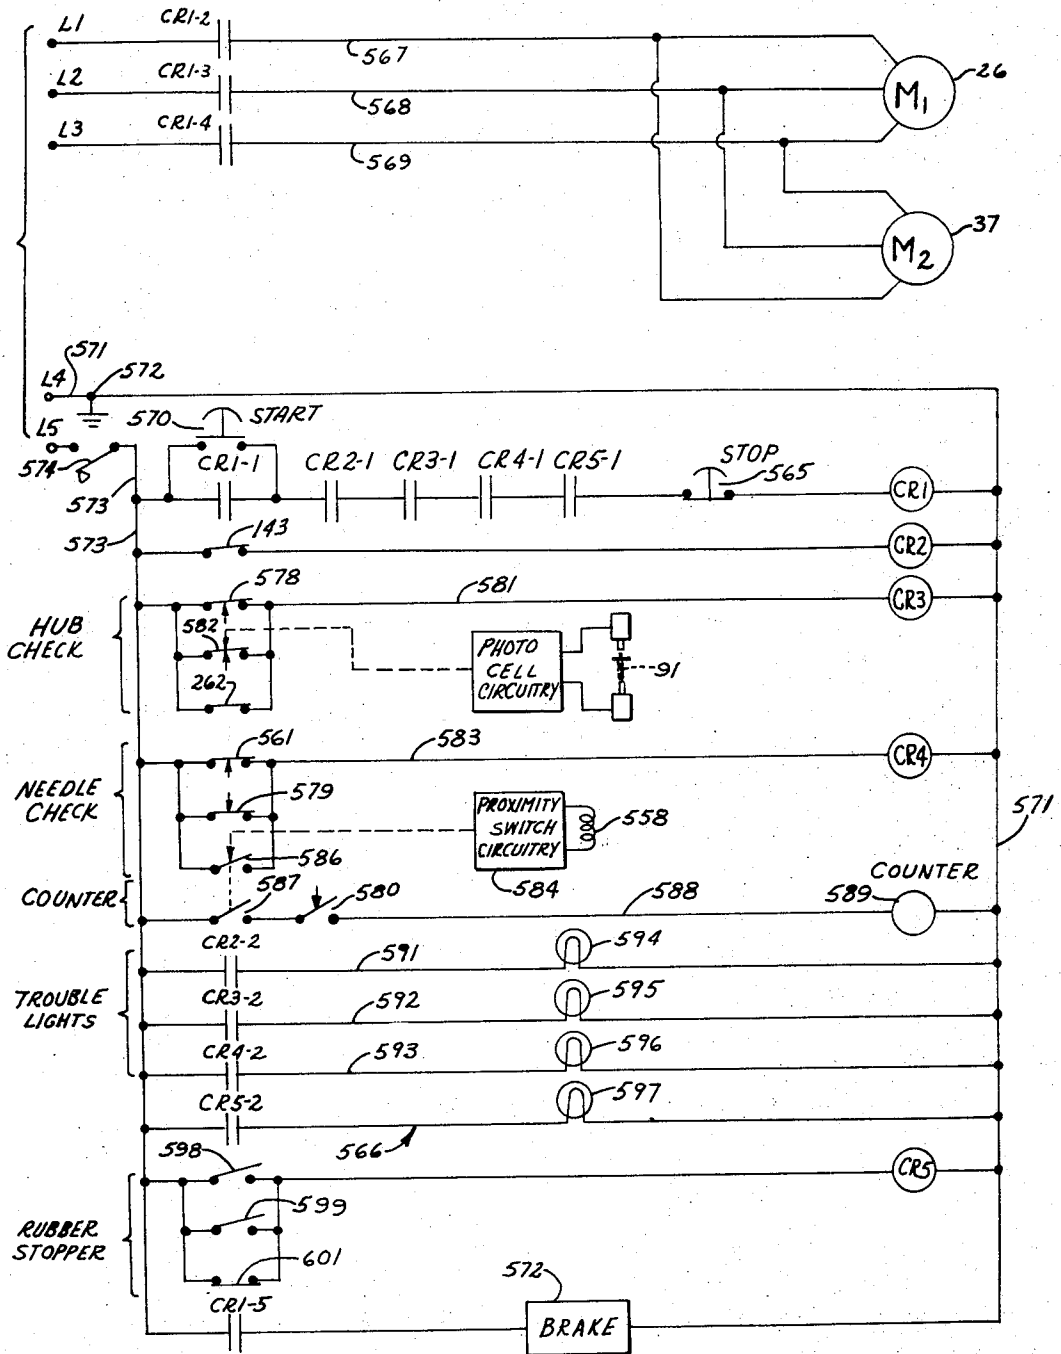 L1
CR1-2
567
L2
CR1-3
568
L3
CR1-4
569
M1
26
M2
37
571
L4
572
570
START
L5
574
CR1-1
CR2-1
CR3-1
CR4-1
CR5-1
STOP
565
CR1
573
573
143
CR2
578
581
CR3
HUB
CHECK
582
262
PHOTO
CELL
CIRCUITRY
91
561
583
CR4
NEEDLE
CHECK
579
PROXIMITY
SWITCH
CIRCUITRY
558
571
586
584
COUNTER
587
580
588
COUNTER
589
CR2-2
591
594
TROUBLE
LIGHTS
CR3-2
592
595
CR4-2
593
596
CR5-2
566
597
598
CR5
599
RUBBER
STOPPER
601
CR1-5
572
BRAKE